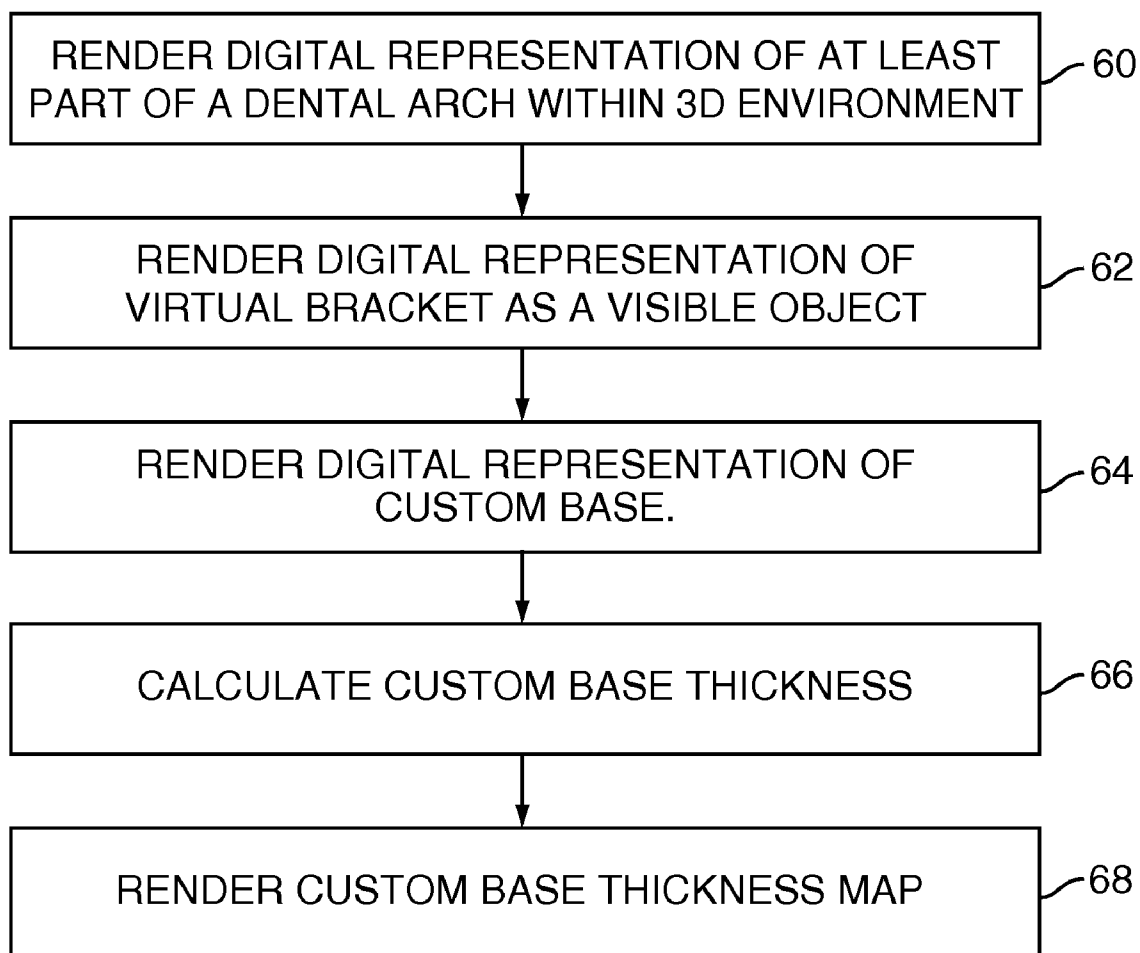 RENDER DIGITAL REPRESENTATION OF AT LEAST
PART OF A DENTAL ARCH WITHIN 3D ENVIRONMENT
60
RENDER DIGITAL REPRESENTATION OF
VIRTUAL BRACKET AS A VISIBLE OBJECT
62
RENDER DIGITAL REPRESENTATION OF
CUSTOM BASE.
64
CALCULATE CUSTOM BASE THICKNESS
66
RENDER CUSTOM BASE THICKNESS MAP
68